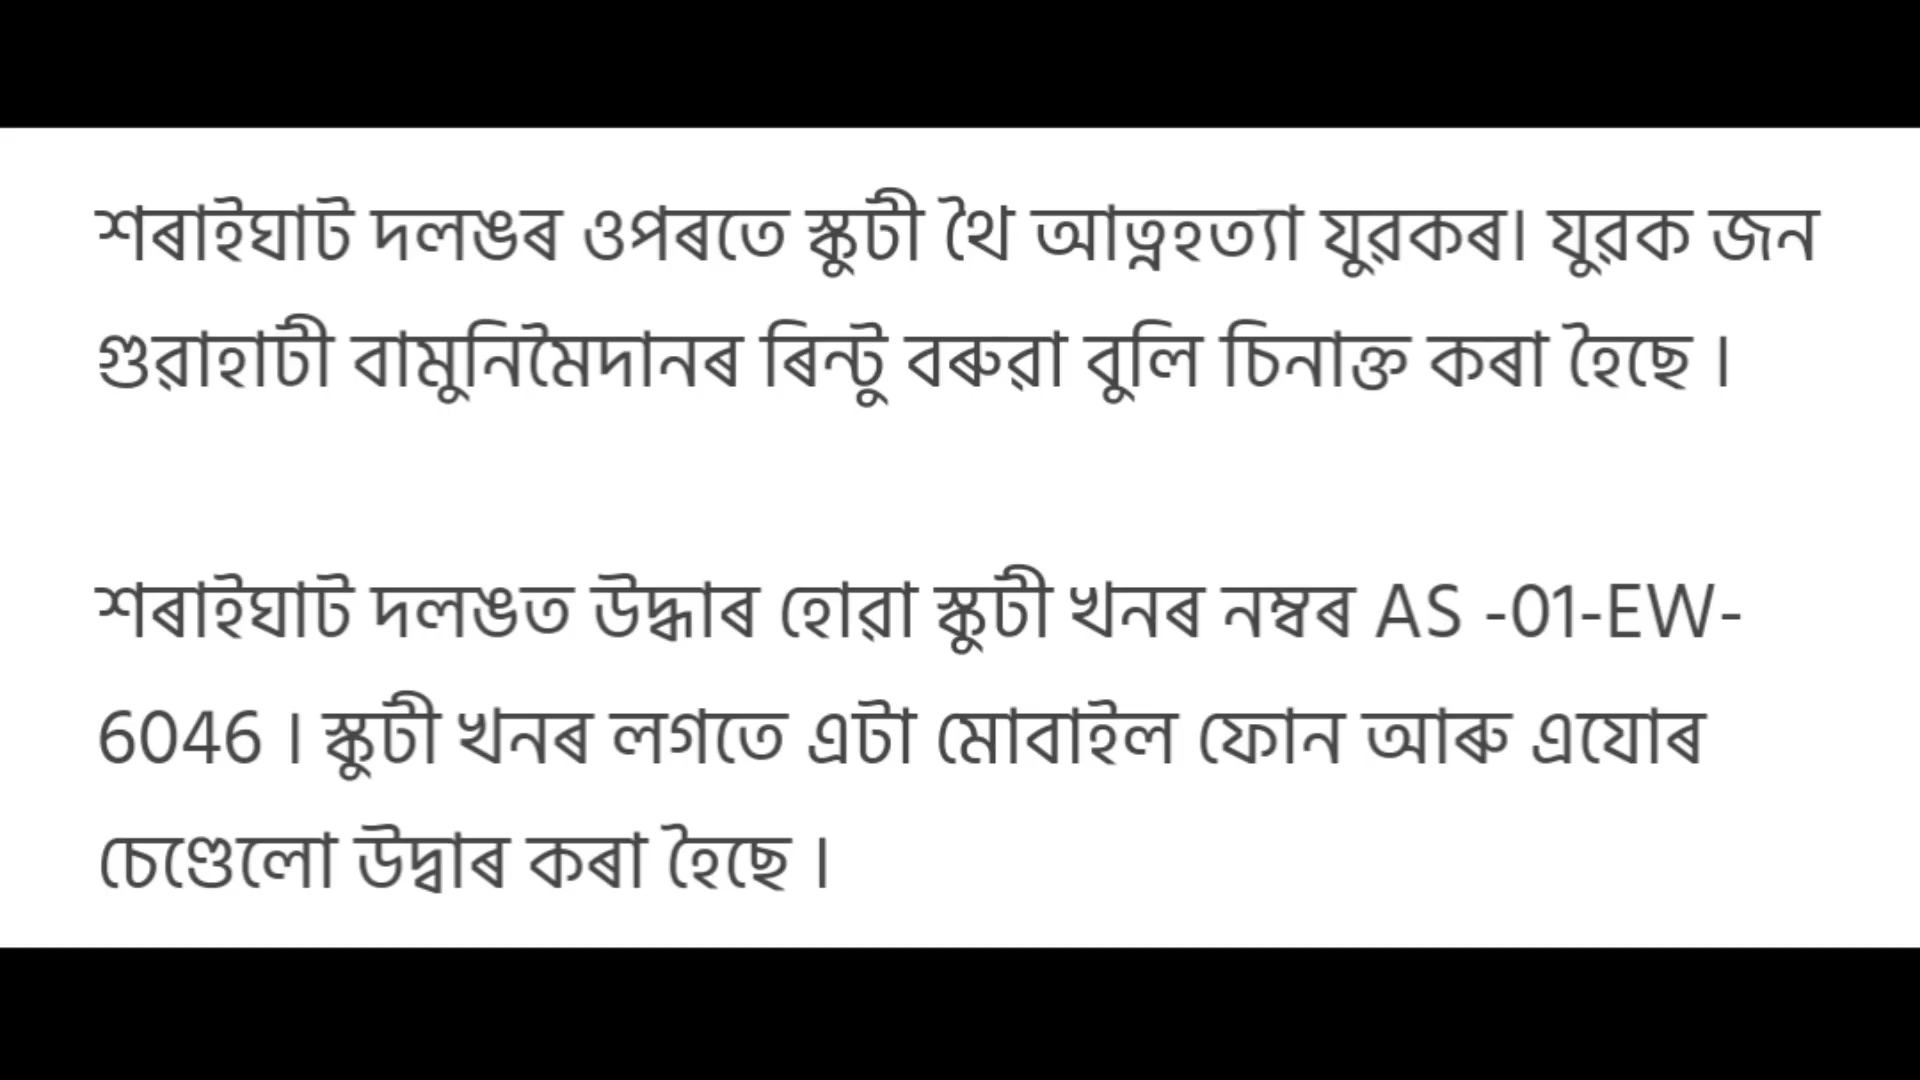 শৰাইঘাট দলঙৰ ওপৰতে স্কুটী থৈ আত্নহত্যা যুৱকৰ। যুৱক জন
গুৱাহাটী বামুনিমৈদানৰ ৰিন্টু বৰুৱা বুলি চিনাক্ত কৰা হৈছে ।
শৰাইঘাট দলঙত উদ্ধাৰ হোৱা স্কুটী খনৰ নম্বৰ AS -01-EW-
6046 । স্কুটী খনৰ লগতে এটা মোবাইল ফোন আৰু এযোৰ
চেণ্ডেলো উদ্বাৰ কৰা হৈছে ।